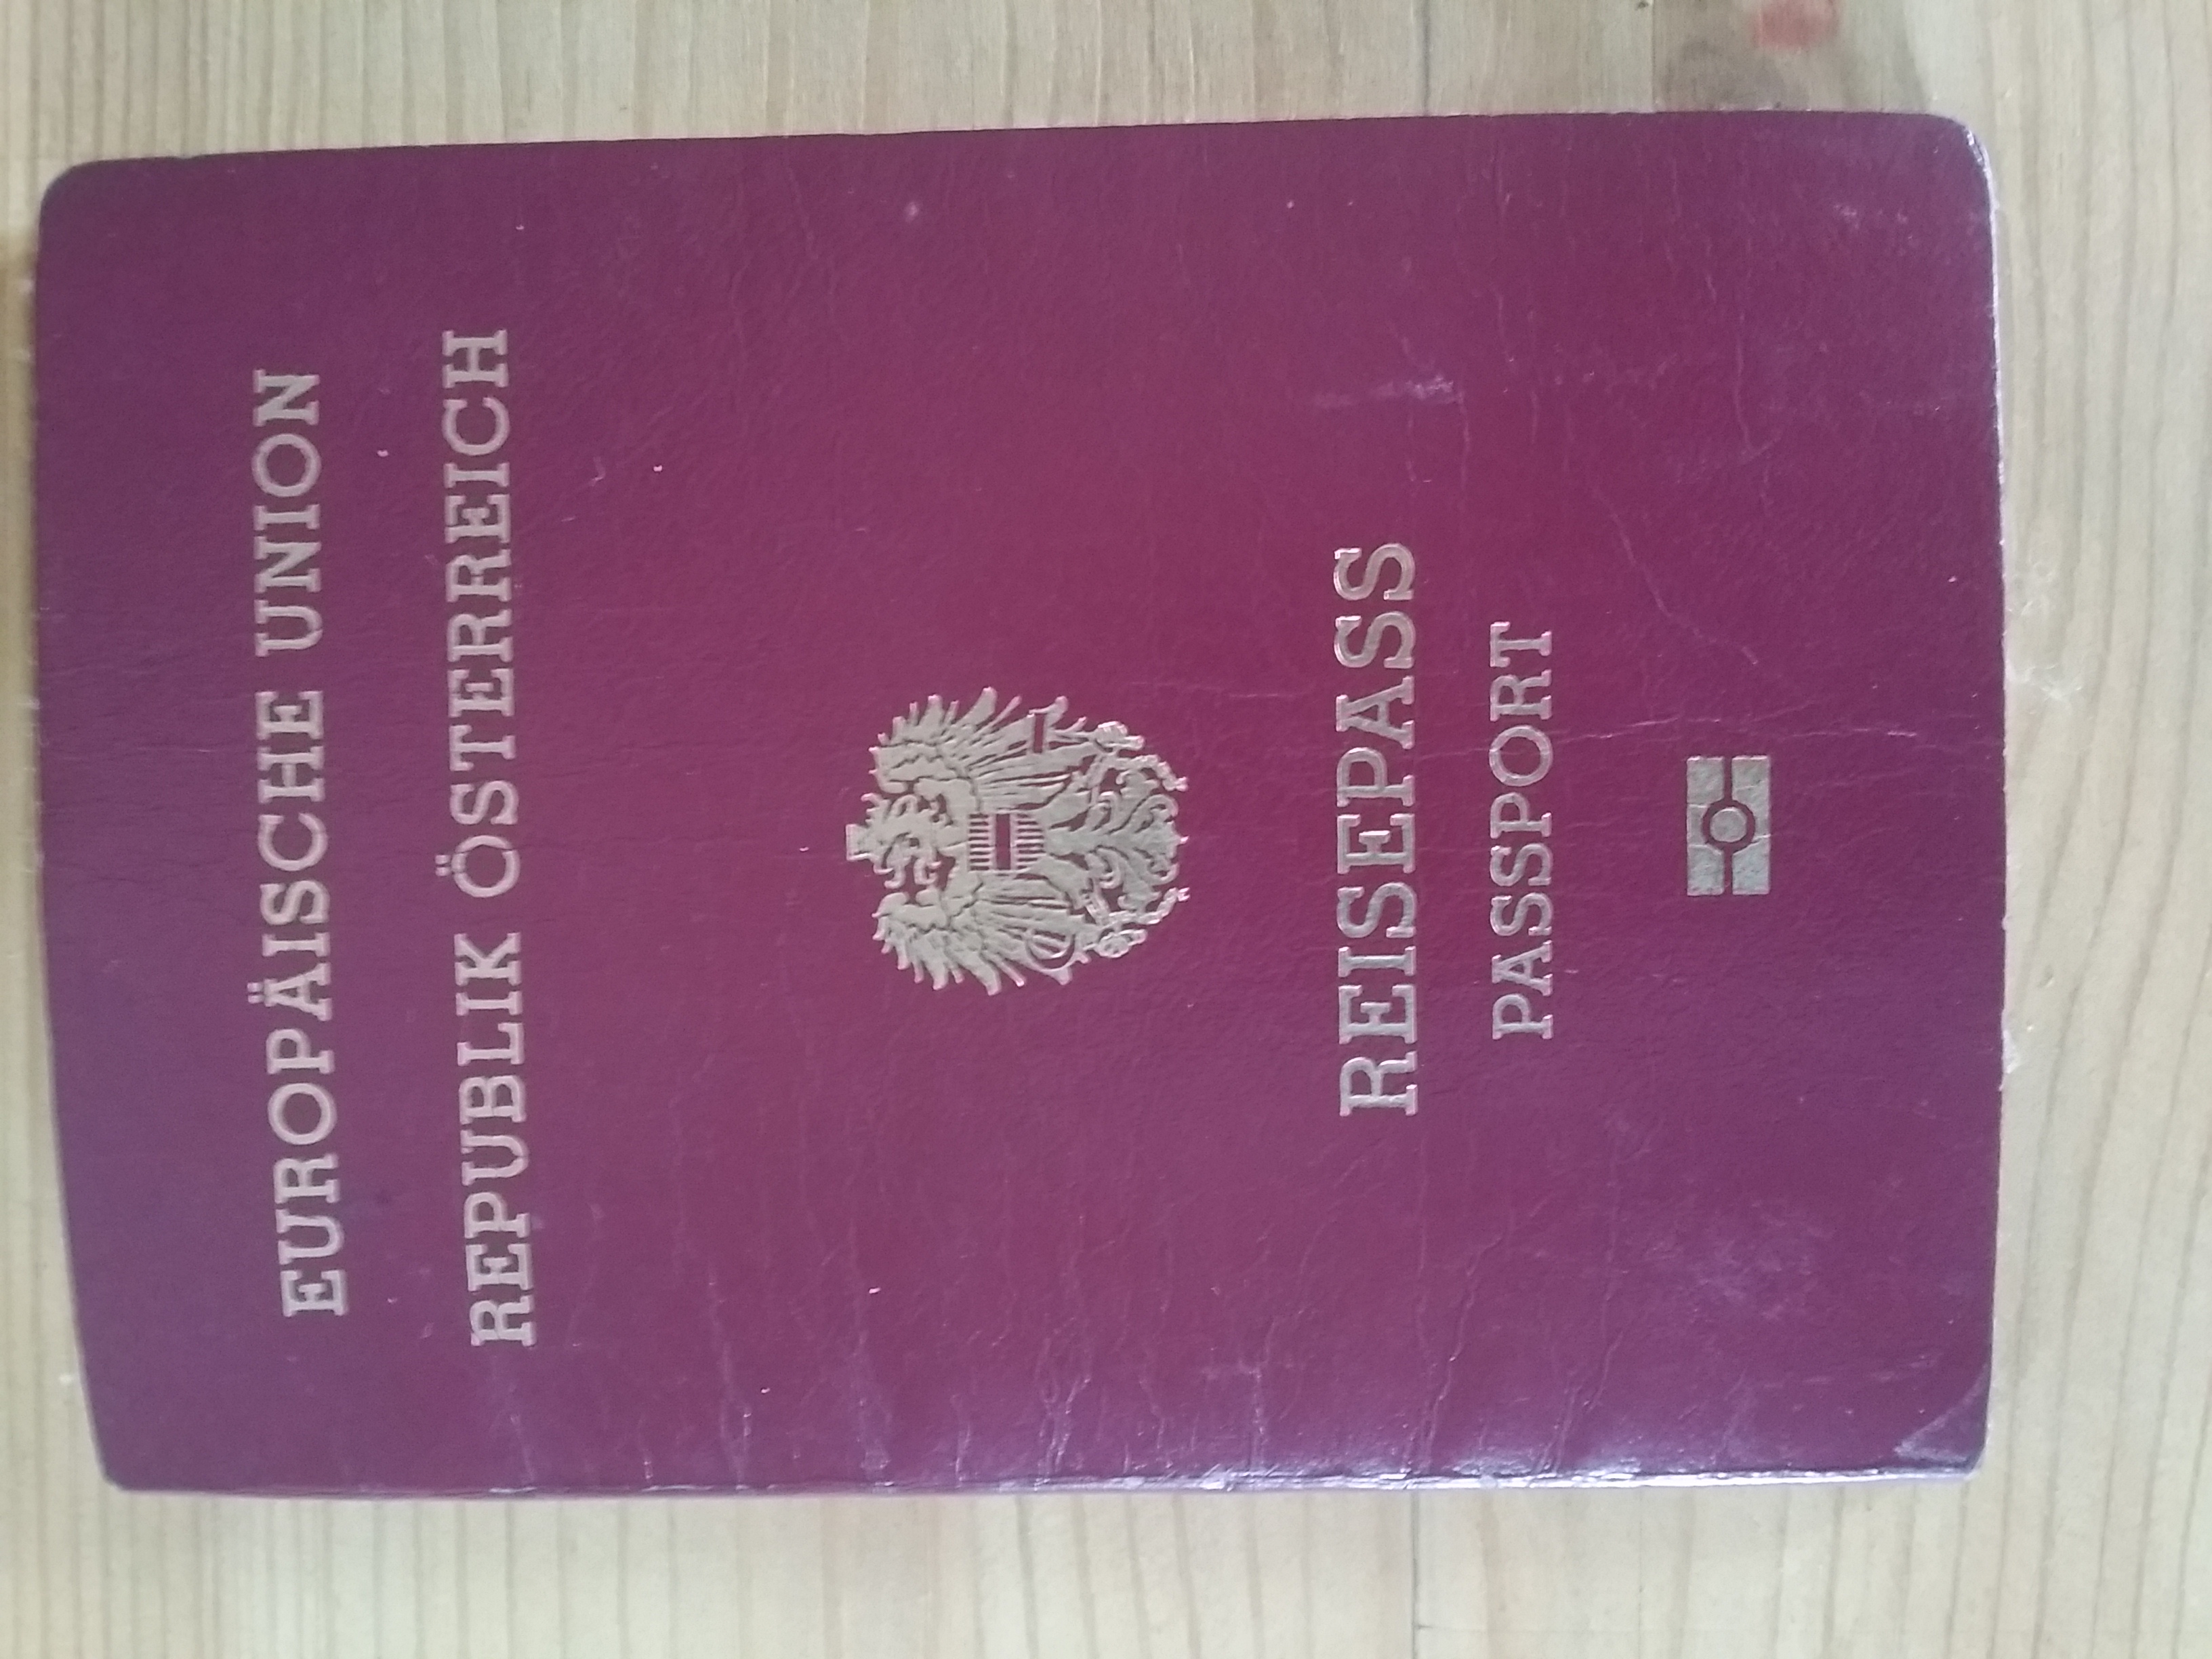 EUROPÄISCHE UNION
REPUBLIK ÖSTERREICH
REISEPASS
PASSPORT